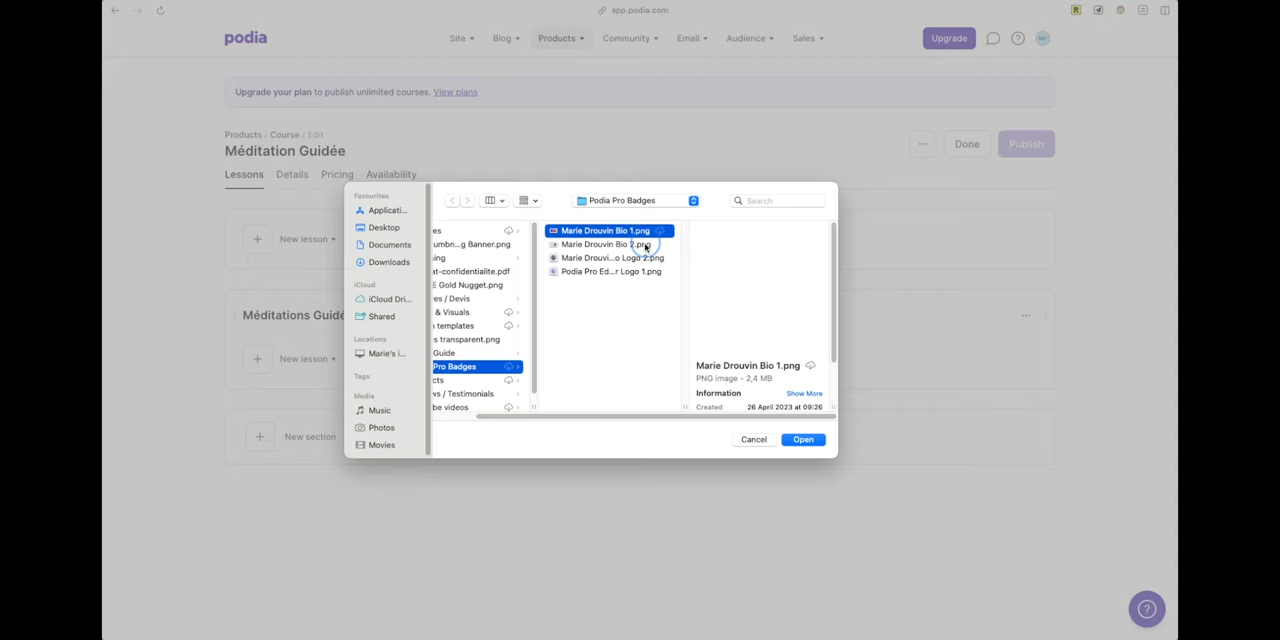 app.podia.com
podia
Site
Blog
Products
Community
Email
Audience
Sales
Upgrade
Upgrade your plan to publish unlimited courses. View plans
Products / Course / Edit
Méditation Guidée
... Done Publish
Lessons Details Pricing Availability
New lesson
Méditations Guidé
...
New lesson
New section
Favourites
Applicati...
Desktop
Documents
Downloads
iCloud
iCloud Dri...
Shared
Locations
Marie's i...
Tags
Media
Music
Photos
Movies
Podia Pro Badges
Search
es
umbn...g Banner.png
ning
at-confidentialite.pdf
E Gold Nugget.png
res / Devis
& Visuals
templates
s transparent.png
Guide
Pro Badges
cts
ws / Testimonials
be videos
Marie Drouvin Bio 1.png
Marie Drouvin Bio 2.png
Marie Drouvi...o Logo 2.png
Podia Pro Ed...r Logo 1.png
Marie Drouvin Bio 1.png
PNG image - 2,4 MB
Information Show More
Created 26 April 2023 at 09:26
Cancel Open